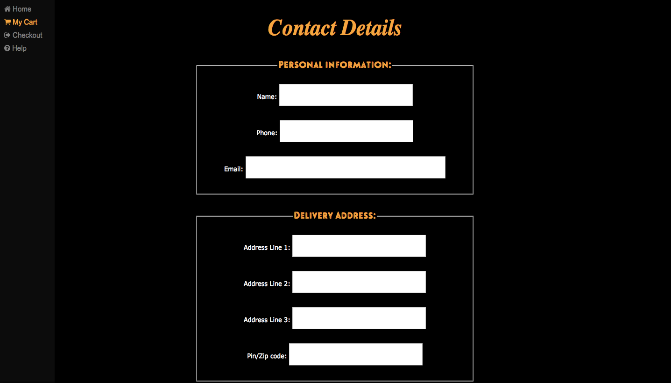 Home
My Cart
Checkout
Help
Contact Details
Personal information:
Name:
Phone:
Email:
Delivery Address:
Address Line 1:
Address Line 2:
Address Line 3:
Pin/Zip code: